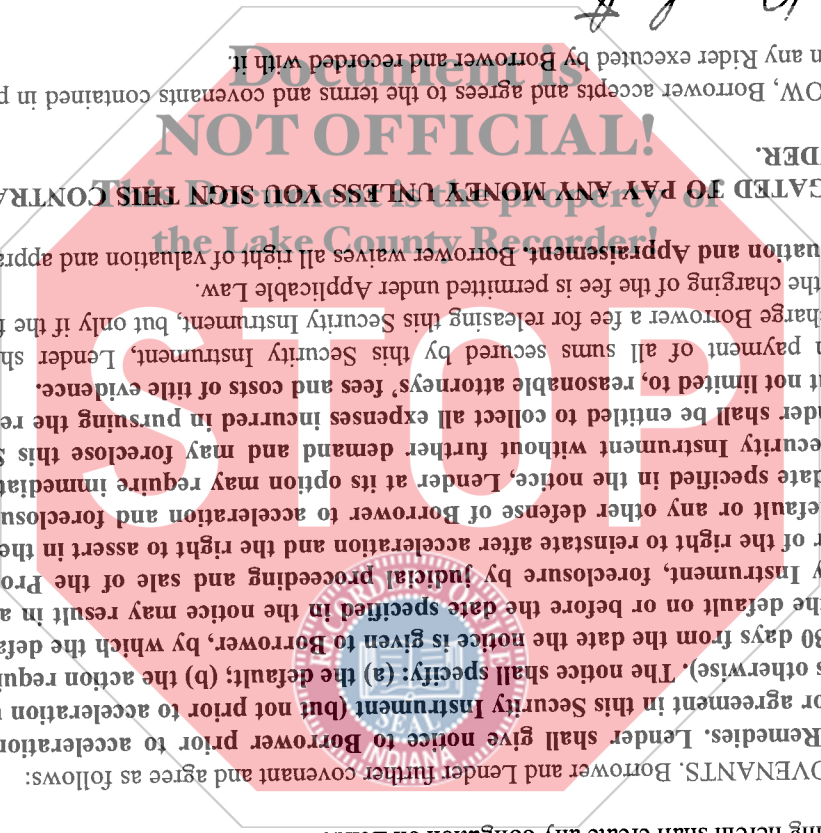 Document is
NOT OFFICIAL!
This Document is the property of
the Lake County Recorder!
STOP
RECORDER OFFICE
SEAL
INDIANA
OVENANTS. Borrower and Lender further covenant and agree as follows:
Remedies. Lender shall give notice to Borrower prior to acceleration
or agreement in this Security Instrument (but not prior to acceleration
s otherwise). The notice shall specify: (a) the default; (b) the action requi
30 days from the date the notice is given to Borrower, by which the defa
he default on or before the date specified in the notice may result in a
y Instrument, foreclosure by judicial proceeding and sale of the Pro
r of the right to reinstate after acceleration and the right to assert in the
efault or any other defense of Borrower to acceleration and foreclosu
date specified in the notice, Lender at its option may require immediat
ecurity Instrument without further demand and may foreclose this S
nder shall be entitled to collect all expenses incurred in pursuing the re
t not limited to, reasonable attorneys' fees and costs of title evidence.
n payment of all sums secured by this Security Instrument, Lender sh
harge Borrower a fee for releasing this Security Instrument, but only if the f
the charging of the fee is permitted under Applicable Law.
uation and Appraisement. Borrower waives all right of valuation and appra
GATED TO PAY ANY MONEY UNLESS YOU SIGN THIS CONTRA
DER.
OW, Borrower accepts and agrees to the terms and covenants contained in p
n any Rider executed by Borrower and recorded with it.